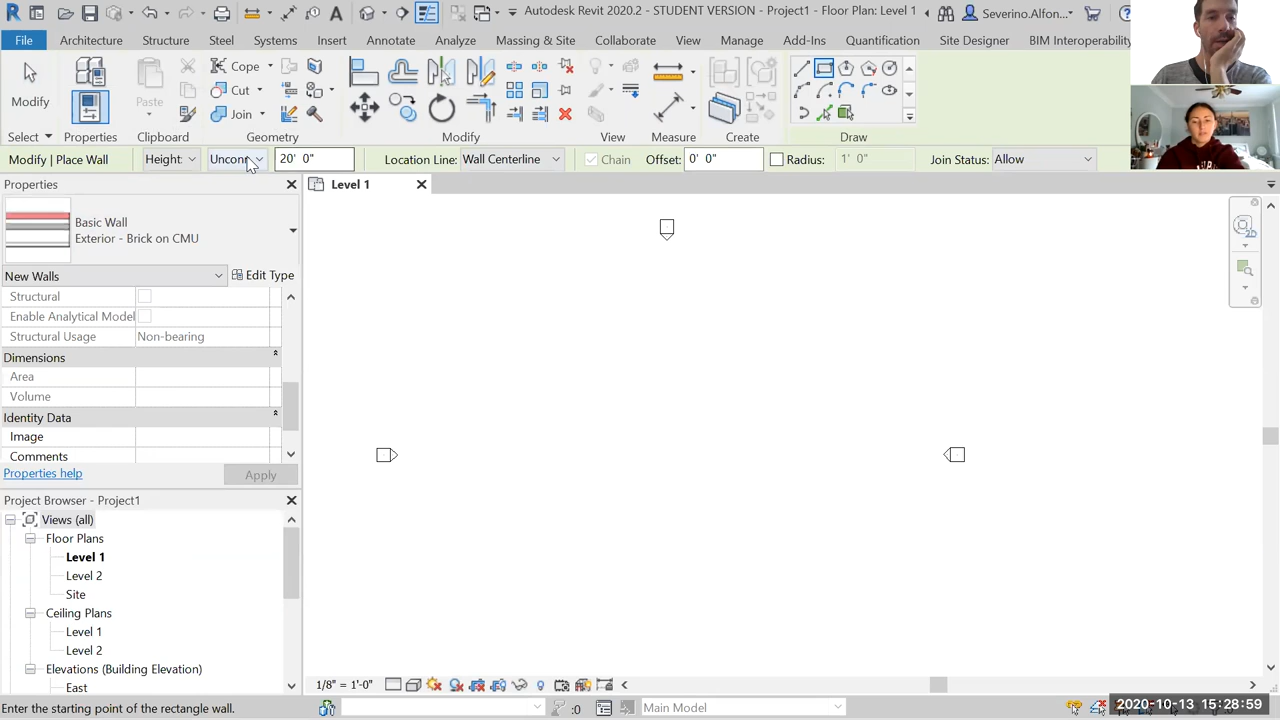 Autodesk Revit 2020.2 - STUDENT VERSION - Project1 - Floor Plan: Level 1
Severino.Alfon...
File Architecture Structure Steel Systems Insert Annotate Analyze Massing & Site Collaborate View Manage Add-Ins Quantification Site Designer BIM Interoperability
Modify Paste Cope Cut Join
Select Properties Clipboard Geometry Modify View Measure Create Draw
Modify | Place Wall Height Uncon 20' 0" Location Line: Wall Centerline Chain Offset: 0' 0" Radius: 1' 0" Join Status: Allow
Properties
Level 1
Basic Wall
Exterior - Brick on CMU
New Walls Edit Type
Structural
Enable Analytical Model
Structural Usage Non-bearing
Dimensions
Area
Volume
Identity Data
Image
Comments
Properties help Apply
Project Browser - Project1
Views (all)
Floor Plans
Level 1
Level 2
Site
Ceiling Plans
Level 1
Level 2
Elevations (Building Elevation)
East
1/8" = 1'-0"
Enter the starting point of the rectangle wall.
:0
Main Model
2020-10-13 15:28:59